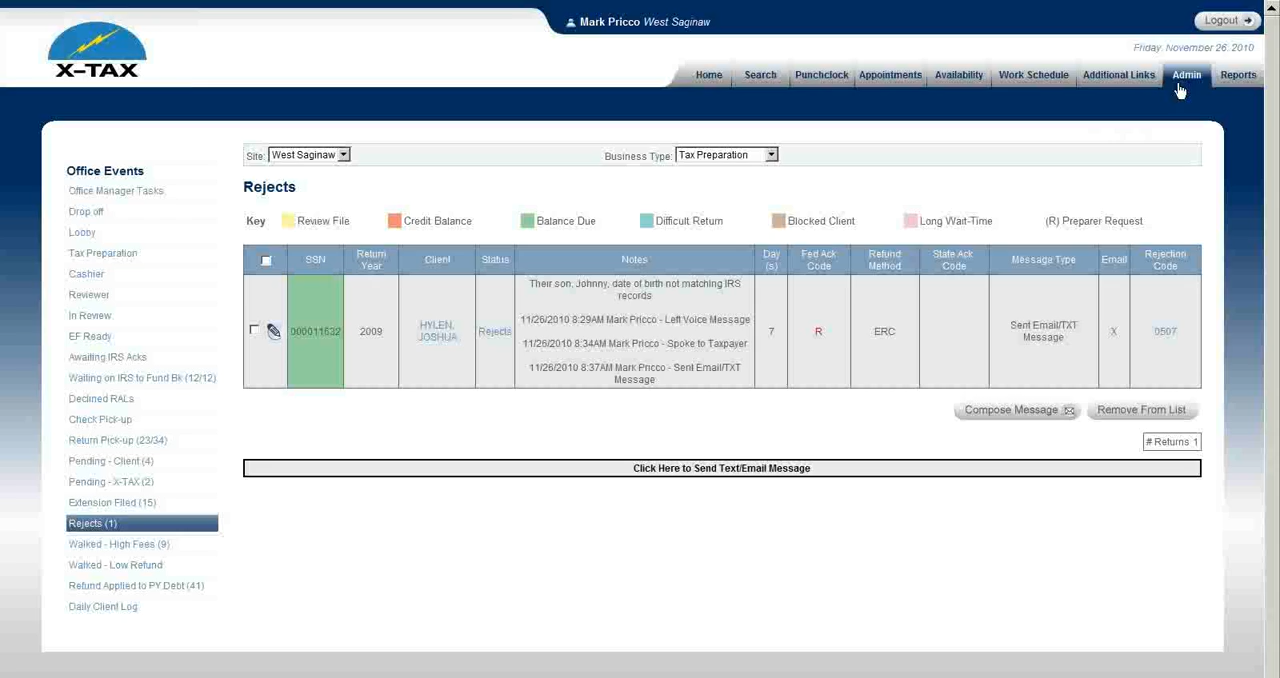 Mark Pricco West Saginaw
Logout
X-TAX
Friday, November 26, 2010
Home Search Punchclock Appointments Availability Work Schedule Additional Links Admin Reports
Office Events
Office Manager Tasks
Drop off
Lobby
Tax Preparation
Cashier
Reviewer
In Review
EF Ready
Awaiting IRS Acks
Waiting on IRS to Fund Bk (12/12)
Declined RALs
Check Pick-up
Return Pick-up (23/34)
Pending - Client (4)
Pending - X-TAX (2)
Extension Filed (15)
Rejects (1)
Walked - High Fees (9)
Walked - Low Refund
Refund Applied to PY Debt (41)
Daily Client Log
Site: West Saginaw
Business Type: Tax Preparation
Rejects
Key Review File Credit Balance Balance Due Difficult Return Blocked Client Long Wait-Time (R) Preparer Request
SSN Return Year Client Status Notes Day (s) Fed Ack Code Refund Method State Ack Code Message Type Email Rejection Code
000011632 2009 HYLEN, JOSHUA Rejects
Their son, Johnny, date of birth not matching IRS
records
11/26/2010 8:29AM Mark Pricco - Left Voice Message
11/26/2010 8:34AM Mark Pricco - Spoke to Taxpayer
11/26/2010 8:37AM Mark Pricco - Sent Email/TXT
Message
7 R ERC Sent Email/TXT Message X 0507
Compose Message Remove From List
# Returns 1
Click Here to Send Text/Email Message